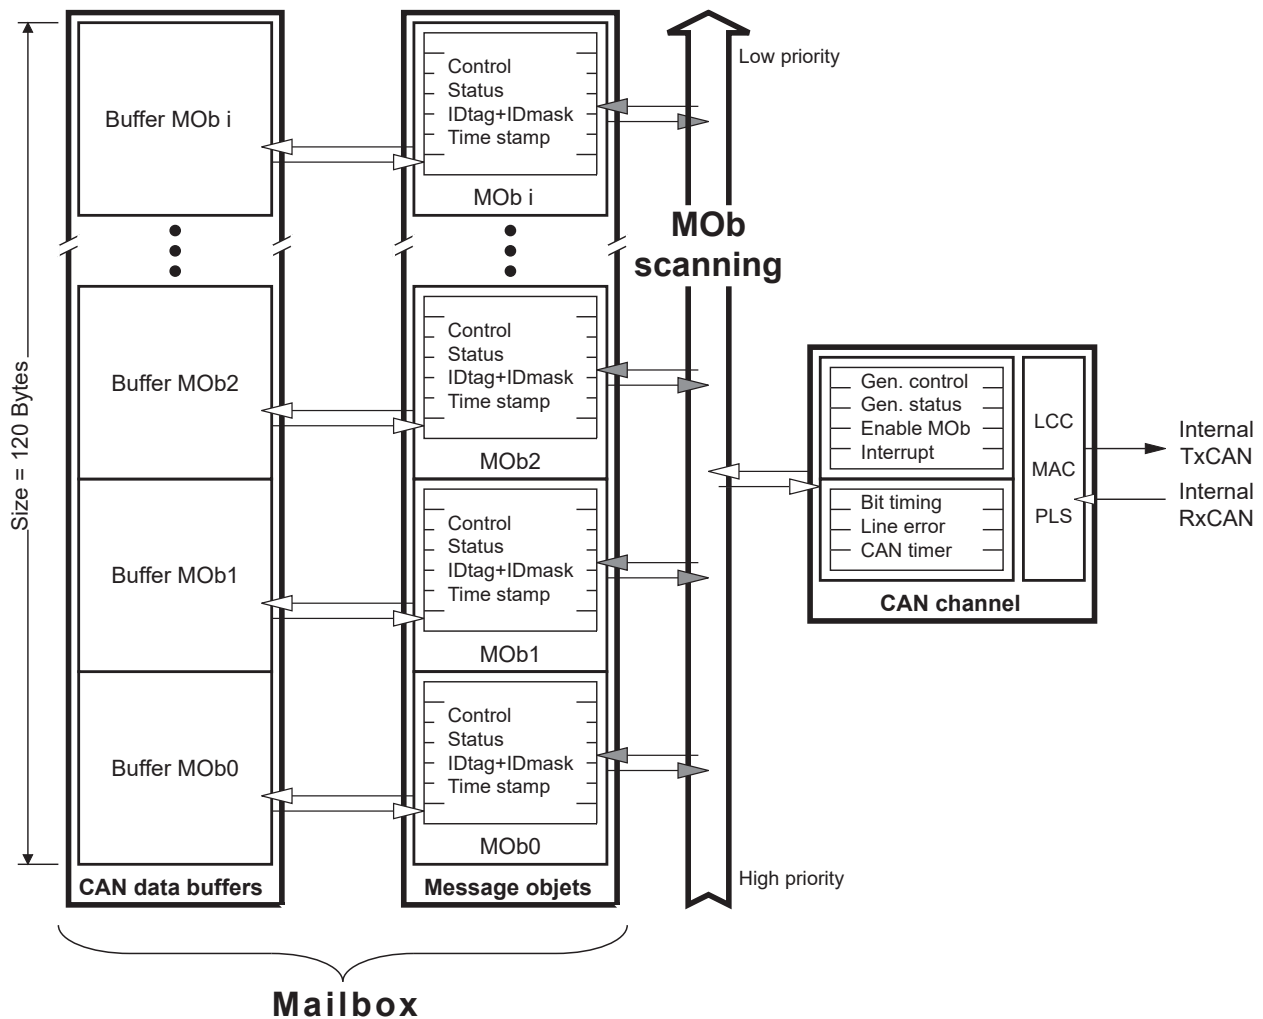 Size = 120 Bytes
Buffer MOb i
Buffer MOb2
Buffer MOb1
Buffer MOb0
CAN data buffers
Control
Status
IDtag+IDmask
Time stamp
MOb i
Control
Status
IDtag+IDmask
Time stamp
MOb2
Control
Status
IDtag+IDmask
Time stamp
MOb1
Control
Status
IDtag+IDmask
Time stamp
MOb0
Message objets
Mailbox
Low priority
MOb
scanning
High priority
Gen. control
Gen. status
Enable MOb
Interrupt
Bit timing
Line error
CAN timer
LCC
MAC
PLS
CAN channel
Internal
TxCAN
Internal
RxCAN